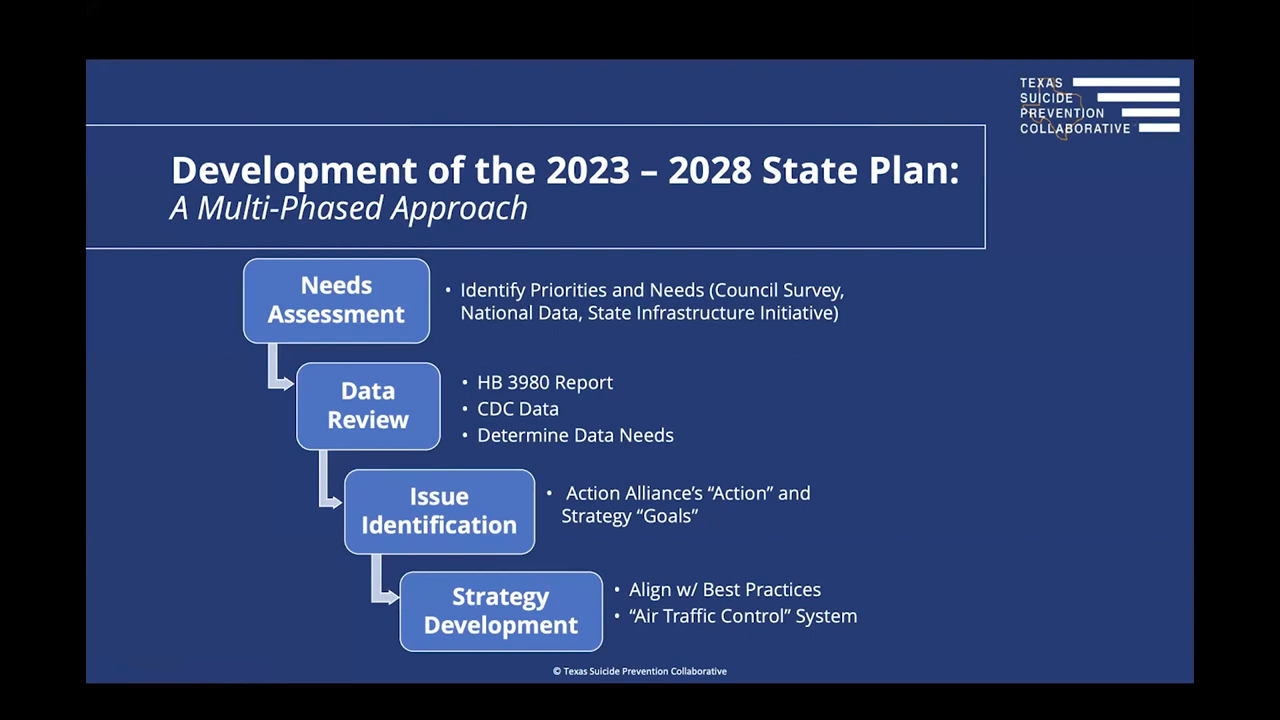 TEXAS
SUICIDE
PREVENTION
COLLABORATIVE
Development of the 2023 – 2028 State Plan:
A Multi-Phased Approach
Needs
Assessment
• Identify Priorities and Needs (Council Survey,
National Data, State Infrastructure Initiative)
Data
Review
• HB 3980 Report
• CDC Data
• Determine Data Needs
Issue
Identification
• Action Alliance’s “Action” and
Strategy “Goals”
Strategy
Development
• Align w/ Best Practices
• “Air Traffic Control” System
© Texas Suicide Prevention Collaborative